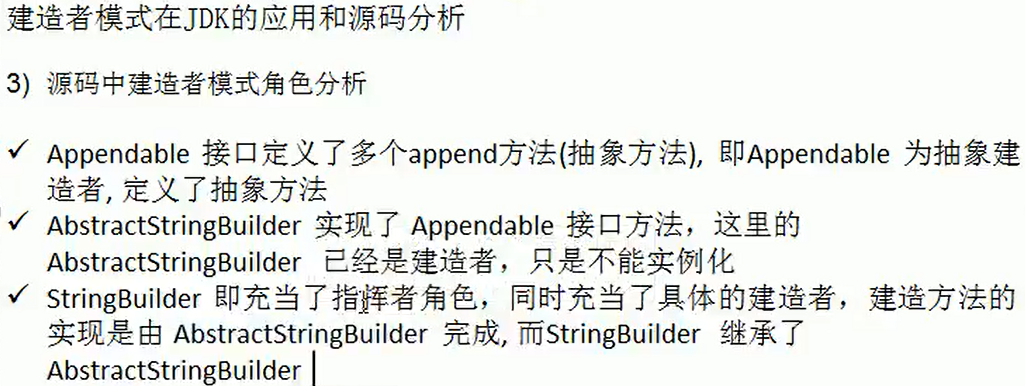 建造者模式在JDK的应用和源码分析
3) 源码中建造者模式角色分析
✓ Appendable 接口定义了多个append方法(抽象方法), 即Appendable 为抽象建
造者, 定义了抽象方法
✓ AbstractStringBuilder 实现了 Appendable 接口方法，这里的
AbstractStringBuilder 已经是建造者，只是不能实例化
✓ StringBuilder 即充当了指挥者角色，同时充当了具体的建造者，建造方法的
实现是由 AbstractStringBuilder 完成, 而StringBuilder 继承了
AbstractStringBuilder